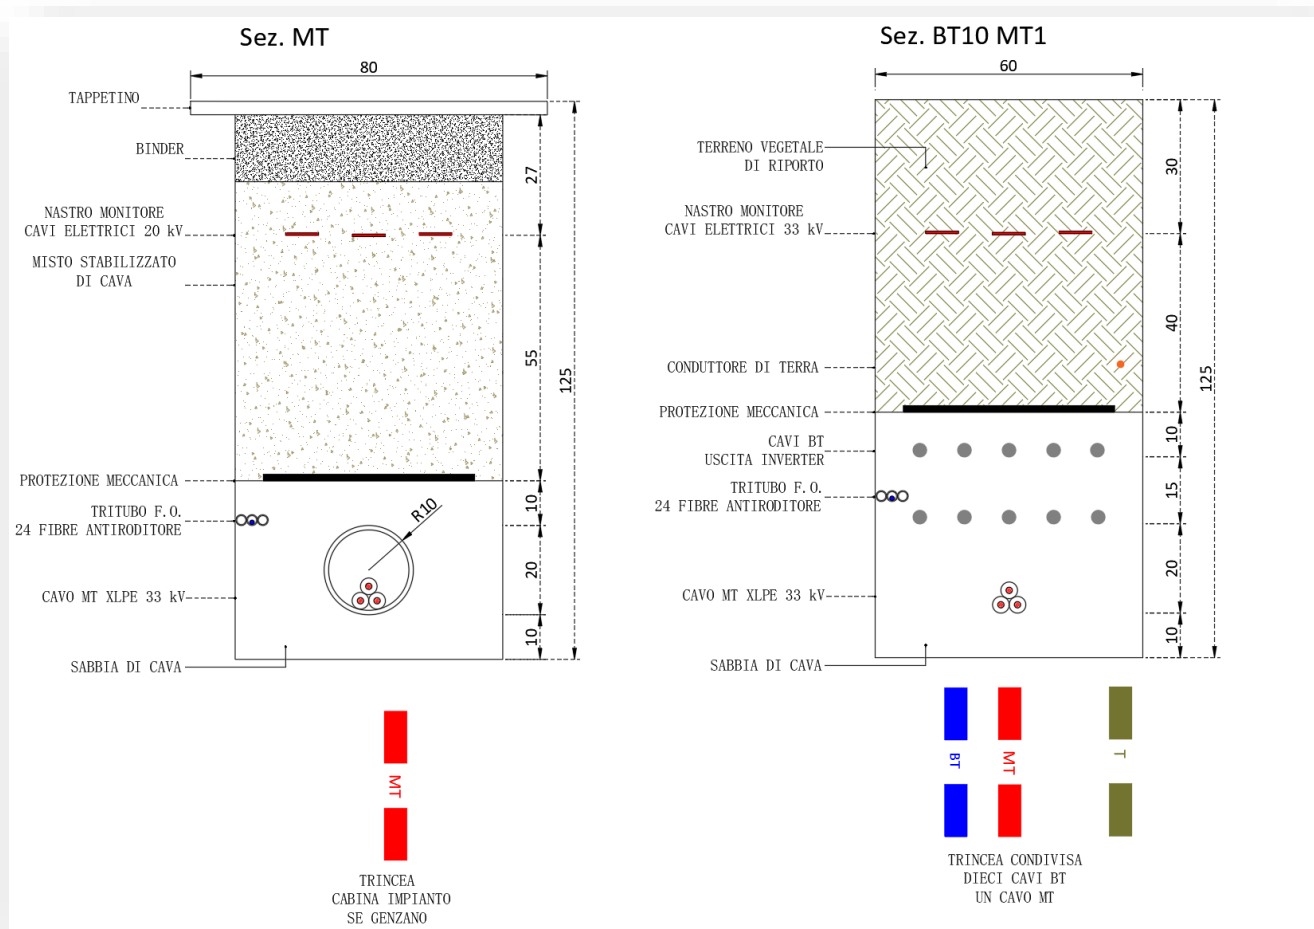 Sez. MT
80
TAPPETINO
BINDER
27
NASTRO MONITORE
CAVI ELETTRICI 20 kV
MISTO STABILIZZATO
DI CAVA
55
125
PROTEZIONE MECCANICA
10
TRITUBO F.O.
24 FIBRE ANTIRODITORE
R10
20
CAVO MT XLPE 33 kV
10
SABBIA DI CAVA
MT
TRINCEA
CABINA IMPIANTO
SE GENZANO
Sez. BT10 MT1
60
TERRENO VEGETALE
DI RIPORTO
30
NASTRO MONITORE
CAVI ELETTRICI 33 kV
40
CONDUTTORE DI TERRA
125
PROTEZIONE MECCANICA
10
CAVI BT
USCITA INVERTER
15
TRITUBO F.O.
24 FIBRE ANTIRODITORE
20
CAVO MT XLPE 33 kV
10
SABBIA DI CAVA
BT
MT
T
TRINCEA CONDIVISA
DIECI CAVI BT
UN CAVO MT